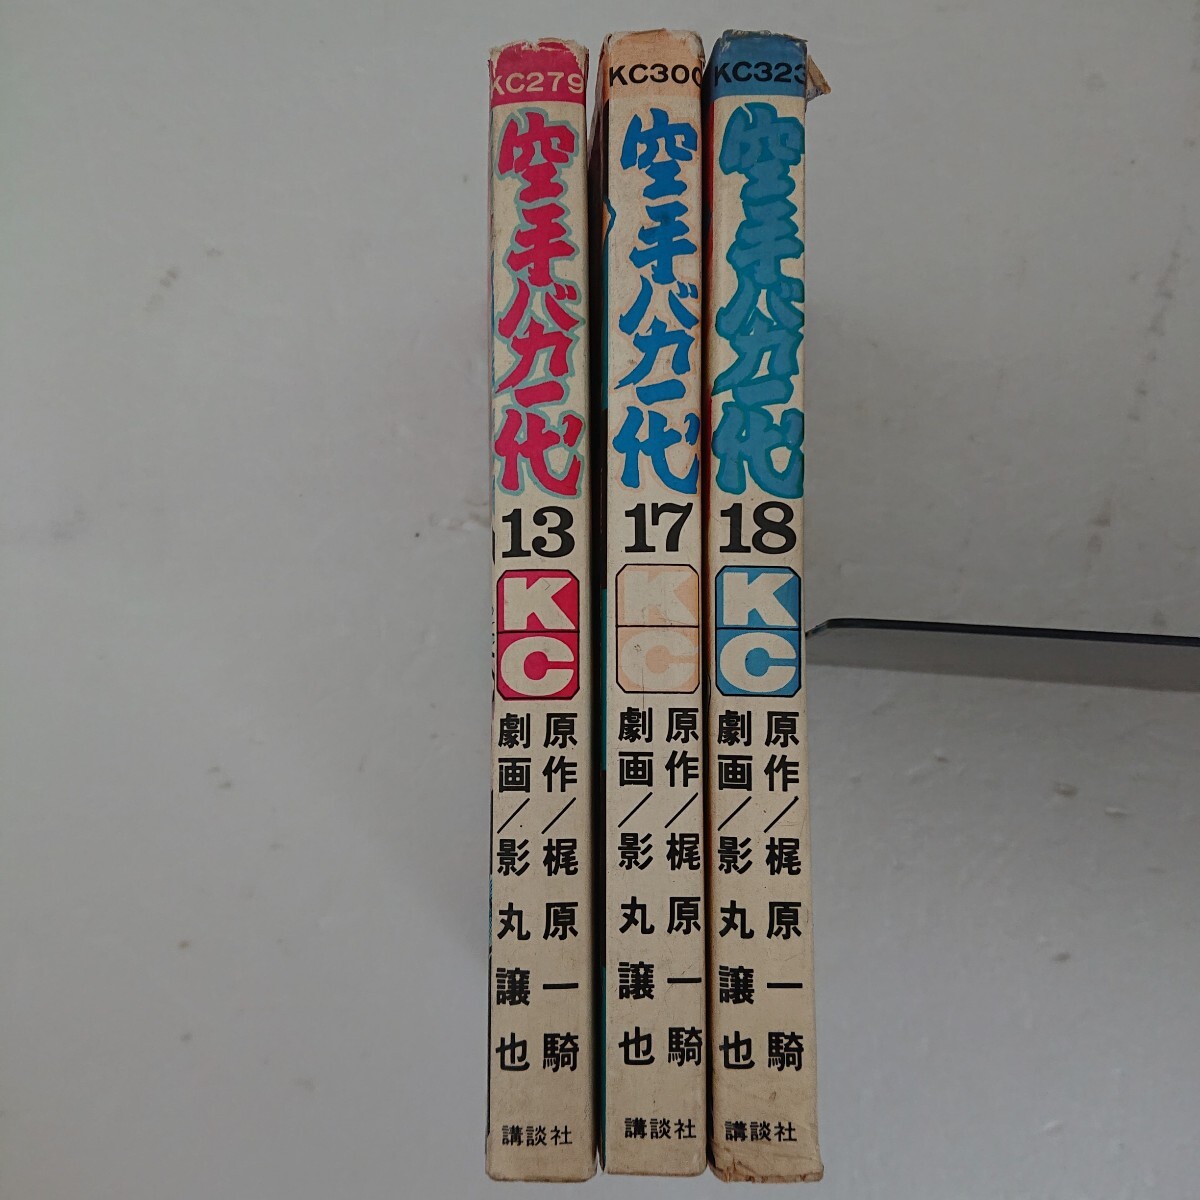 KC279
空手バカ一代
13
KC
原作/梶原一騎
劇画/影丸譲也
講談社
KC300
空手バカ一代
17
KC
原作/梶原一騎
劇画/影丸譲也
講談社
KC323
空手バカ一代
18
KC
原作/梶原一騎
劇画/影丸譲也
講談社